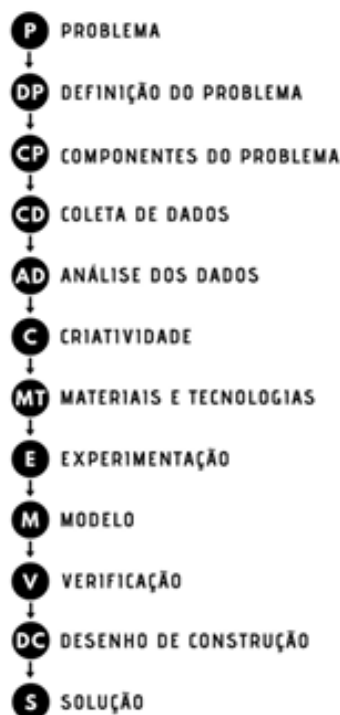 P PROBLEMA
DP DEFINIÇÃO DO PROBLEMA
CP COMPONENTES DO PROBLEMA
CD COLETA DE DADOS
AD ANÁLISE DOS DADOS
C CRIATIVIDADE
MT MATERIAIS E TECNOLOGIAS
E EXPERIMENTAÇÃO
M MODELO
V VERIFICAÇÃO
DC DESENHO DE CONSTRUÇÃO
S SOLUÇÃO